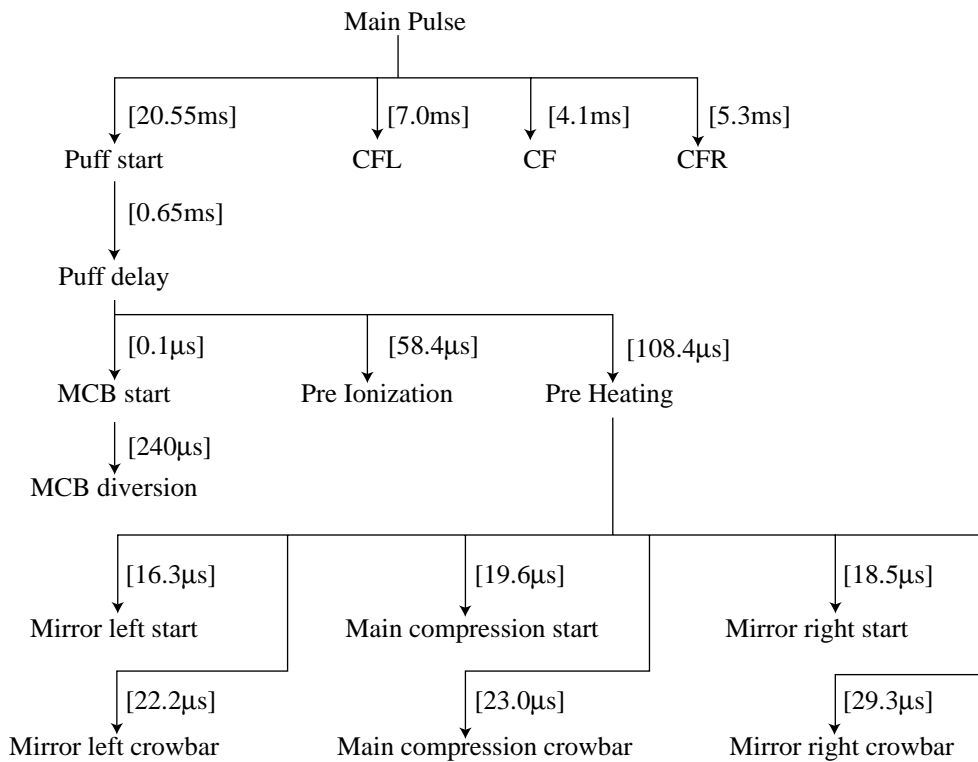 Main Pulse
[20.55ms]
[7.0ms]
[4.1ms]
[5.3ms]
Puff start
CFL
CF
CFR
[0.65ms]
Puff delay
[0.1μs]
[58.4μs]
[108.4μs]
MCB start
Pre Ionization
Pre Heating
[240μs]
MCB diversion
[16.3μs]
[19.6μs]
[18.5μs]
Mirror left start
Main compression start
Mirror right start
[22.2μs]
[23.0μs]
[29.3μs]
Mirror left crowbar
Main compression crowbar
Mirror right crowbar